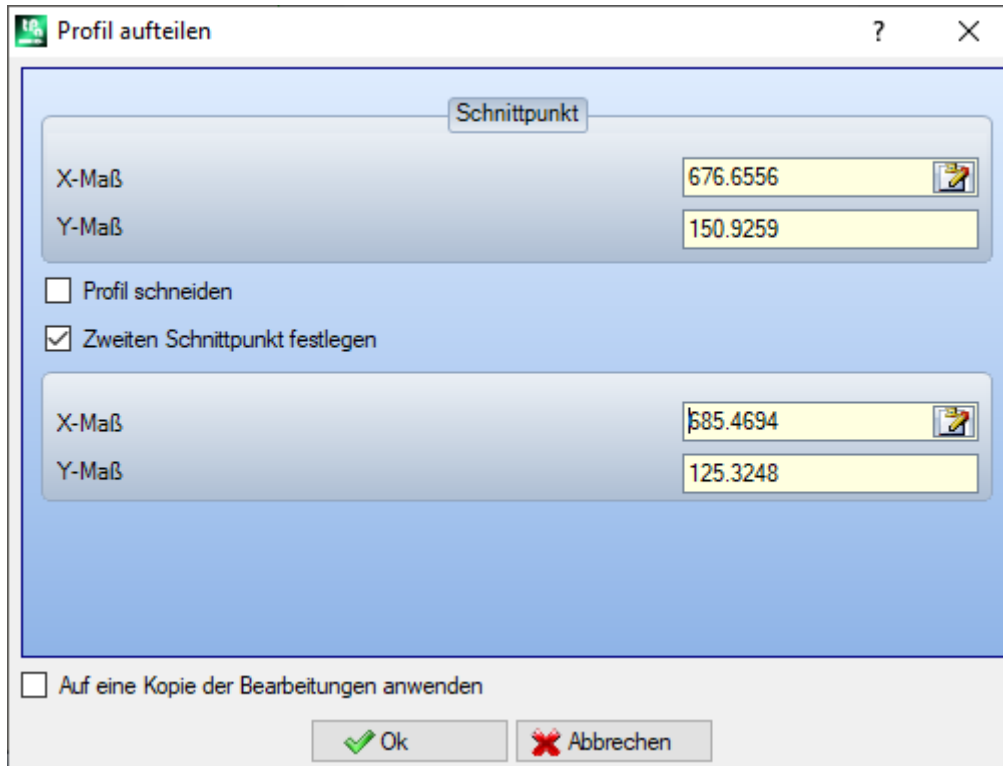 Profil aufteilen ?
Schnittpunkt
X-Maß 676.6556
Y-Maß 150.9259
Profil schneiden
Zweiten Schnittpunkt festlegen
X-Maß 685.4694
Y-Maß 125.3248
Auf eine Kopie der Bearbeitungen anwenden
Ok Abbrechen